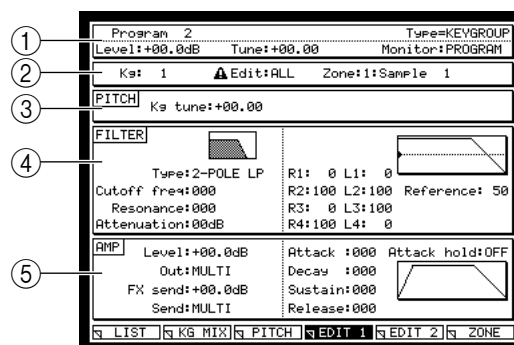 ① Program 2 Type=KEYGROUP
Level:+00.0dB Tune:+00.00 Monitor:PROGRAM
② Kg: 1 Edit:ALL Zone:1:Sample 1
③ PITCH Kg tune:+00.00
④ FILTER
Type:2-POLE LP R1: 0 L1: 0
Cutoff freq:000 R2:100 L2:100 Reference: 50
Resonance:000 R3: 0 L3:100
Attenuation:00dB R4:100 L4: 0
⑤ AMP Level:+00.0dB Attack :000 Attack hold:OFF
Out:MULTI Decay :000
FX send:+00.0dB Sustain:000
Send:MULTI Release:000
LIST KG MIX PITCH EDIT 1 EDIT 2 ZONE